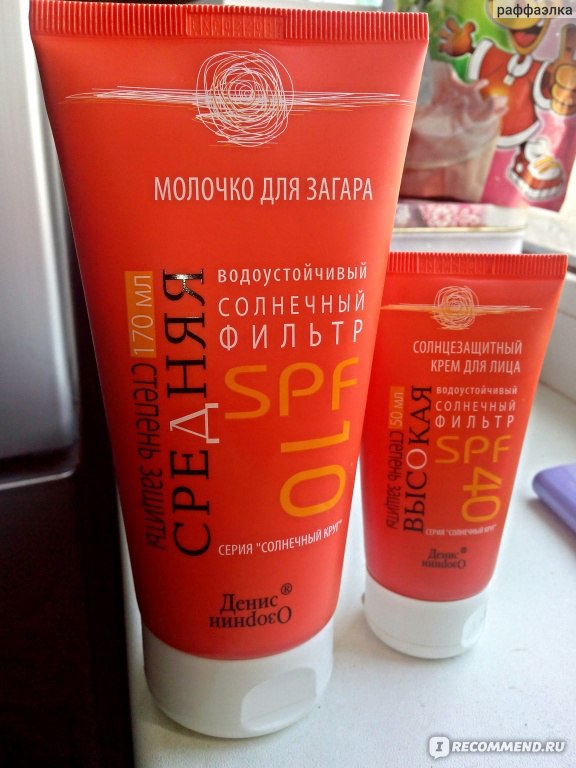 раффаэлка
МОЛОЧКО ДЛЯ ЗАГАРА
170 МЛ
СТЕПЕНЬ ЗАЩИТЫ
СРЕДНЯЯ
ВОДОУСТОЙЧИВЫЙ
СОЛНЕЧНЫЙ
ФИЛЬТР
SPF
10
СЕРИЯ "СОЛНЕЧНЫЙ КРУГ"
Денис®
Озорнин
СОЛНЦЕЗАЩИТНЫЙ
КРЕМ ДЛЯ ЛИЦА
50 МЛ
СТЕПЕНЬ ЗАЩИТЫ
ВЫСОКАЯ
ВОДОУСТОЙЧИВЫЙ
СОЛНЕЧНЫЙ
ФИЛЬТР
SPF
40
СЕРИЯ "СОЛНЕЧНЫЙ КРУГ"
Денис®
Озорнин
IRECOMMEND.RU